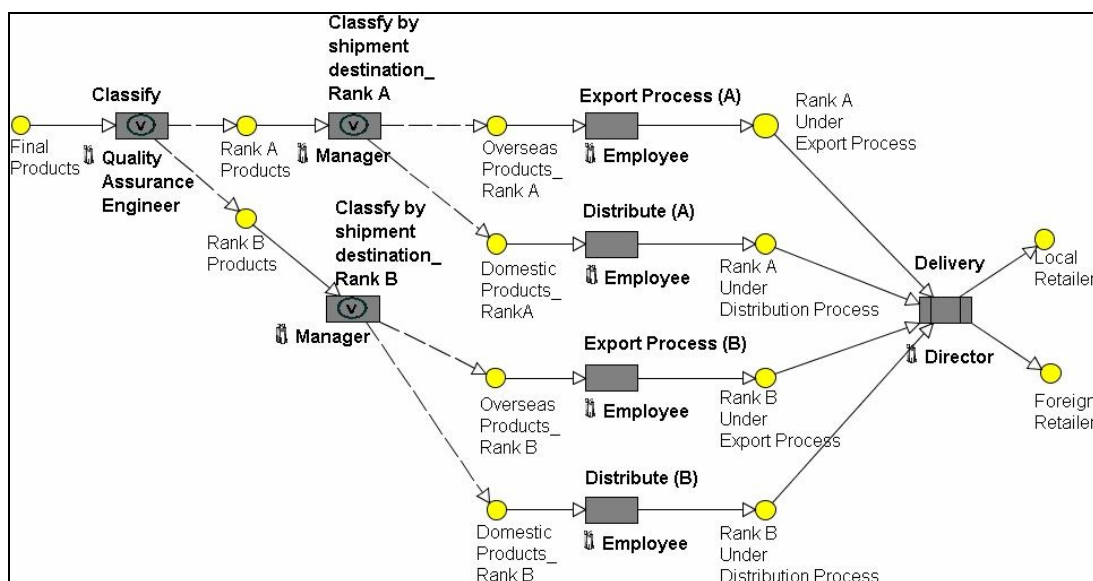 Classfy by
shipment
destination_
Rank A
Classify
Export Process (A)
Rank A
Under
Export Process
Final
Products
V
Quality
Assurance
Engineer
Rank A
Products
V
Manager
Overseas
Products_
Rank A
Employee
Classfy by
shipment
destination_
Rank B
Distribute (A)
Rank B
Products
Domestic
Products_
RankA
Employee
Rank A
Under
Distribution Process
Delivery
Local
Retailer
V
Manager
Export Process (B)
Director
Overseas
Products_
Rank B
Employee
Rank B
Under
Export Process
Foreign
Retailer
Distribute (B)
Domestic
Products_
Rank B
Employee
Rank B
Under
Distribution Process